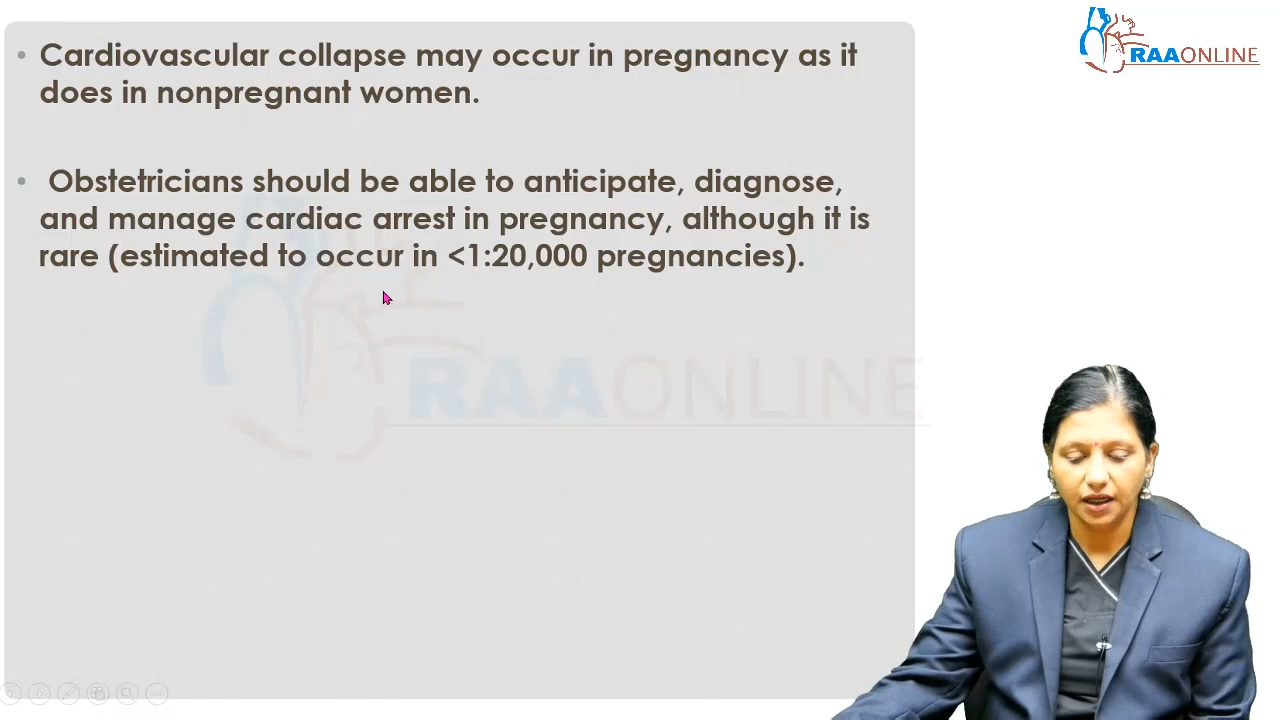 RAAONLINE
• Cardiovascular collapse may occur in pregnancy as it
does in nonpregnant women.
• Obstetricians should be able to anticipate, diagnose,
and manage cardiac arrest in pregnancy, although it is
rare (estimated to occur in <1:20,000 pregnancies).
RAAONLINE